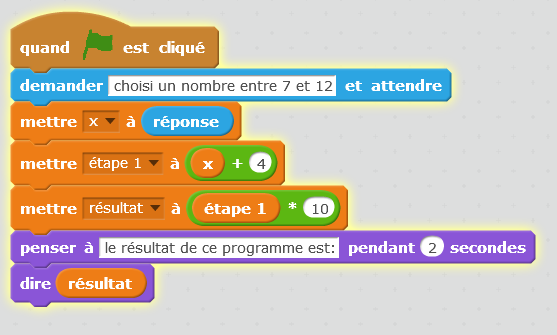 quand est cliqué
demander choisi un nombre entre 7 et 12 et attendre
mettre x à réponse
mettre étape 1 à x + 4
mettre résultat à étape 1 * 10
penser à le résultat de ce programme est: pendant 2 secondes
dire résultat